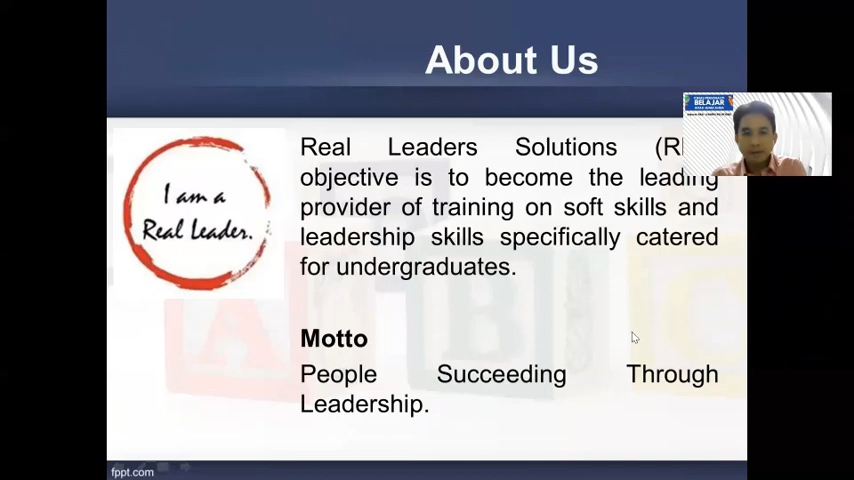 About Us
BELAJAR
I am a
Real Leader.
Real Leaders Solutions
objective is to become the leading
provider of training on soft skills and
leadership skills specifically catered
for undergraduates.
Motto
People Succeeding Through
Leadership.
fppt.com